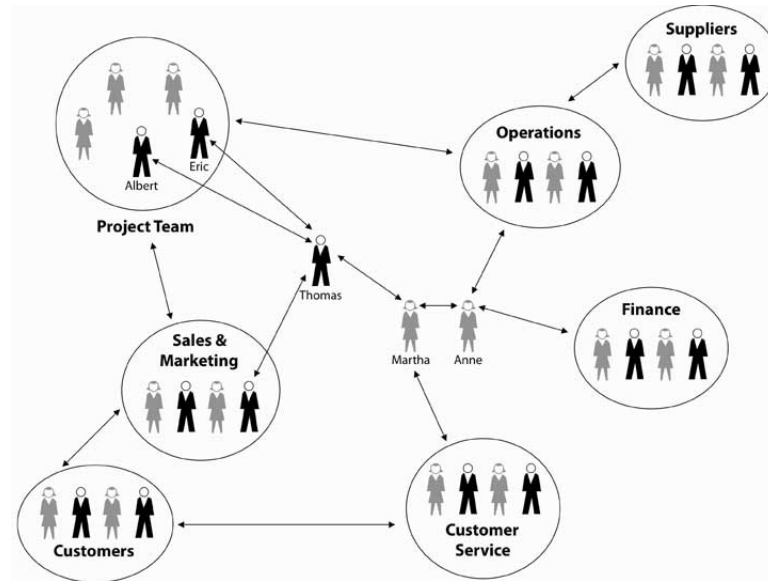 Suppliers
Operations
Eric
Albert
Project Team
Thomas
Finance
Sales &
Marketing
Martha
Anne
Customers
Customer
Service